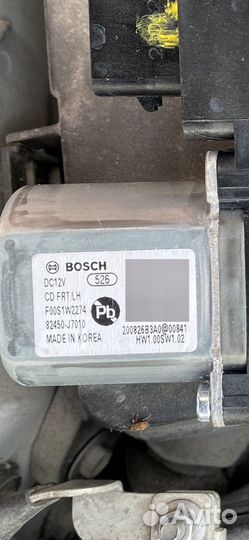 BOSCH
DC12V 526
CD FRT LH
F00S1W2274
82450-J7010
MADE IN KOREA
Pb
200826B3A0@00841
HW1.00SW1.02
Avito